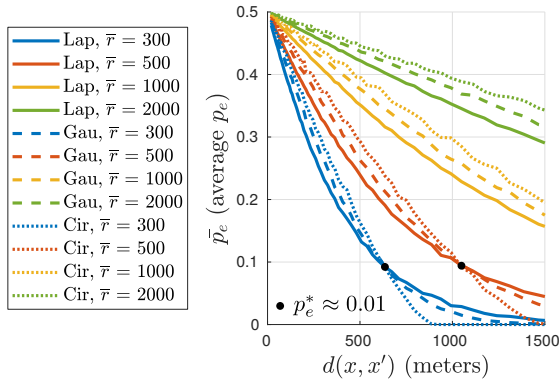 Lap, r̅ = 300
Lap, r̅ = 500
Lap, r̅ = 1000
Lap, r̅ = 2000
Gau, r̅ = 300
Gau, r̅ = 500
Gau, r̅ = 1000
Gau, r̅ = 2000
Cir, r̅ = 300
Cir, r̅ = 500
Cir, r̅ = 1000
Cir, r̅ = 2000
p̄ₑ (average pₑ)
0.5
0.4
0.3
0.2
0.1
0
p*ₑ ≈ 0.01
0 500 1000 1500
d(x, x′) (meters)